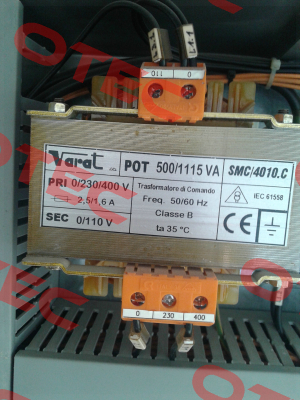 OTEC
110 0
Varat POT 500/1115 VA SMC/4010.C
PRI 0/230/400 V Trasformatore di Comando IEC 61558
2,5/1,6 A Freq. 50/60 Hz
SEC 0/110 V Classe B CE
ta 35°C
0 230 400